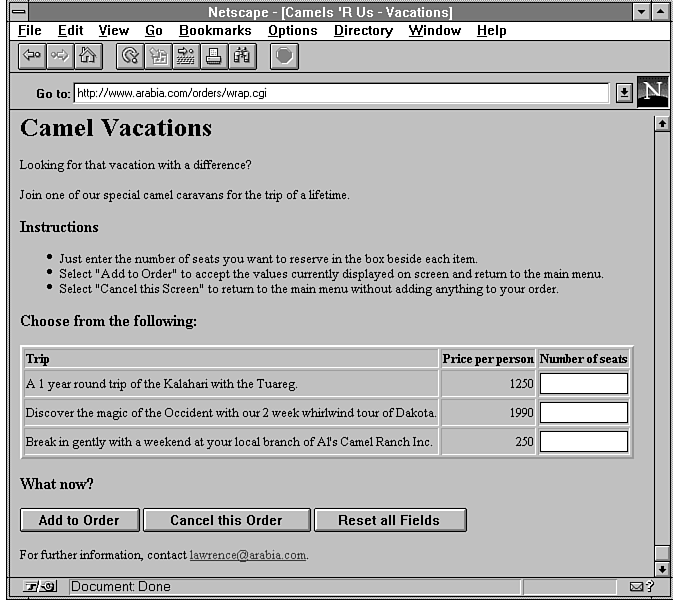 Netscape - [Camels 'R Us - Vacations]
File Edit View Go Bookmarks Options Directory Window Help
Go to: http://www.arabia.com/orders/wrap.cgi
N
Camel Vacations
Looking for that vacation with a difference?
Join one of our special camel caravans for the trip of a lifetime.
Instructions
Just enter the number of seats you want to reserve in the box beside each item.
Select "Add to Order" to accept the values currently displayed on screen and return to the main menu.
Select "Cancel this Screen" to return to the main menu without adding anything to your order.
Choose from the following:
Trip Price per person Number of seats
A 1 year round trip of the Kalahari with the Tuareg. 1250
Discover the magic of the Occident with our 2 week whirlwind tour of Dakota. 1990
Break in gently with a weekend at your local branch of Al's Camel Ranch Inc. 250
What now?
Add to Order Cancel this Order Reset all Fields
For further information, contact lawrence@arabia.com.
Document: Done ?